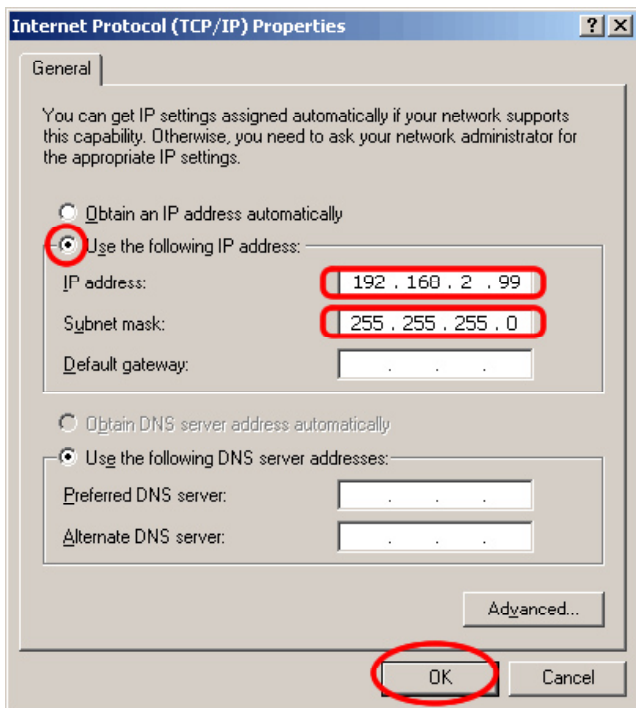 Internet Protocol (TCP/IP) Properties
General
You can get IP settings assigned automatically if your network supports
this capability. Otherwise, you need to ask your network administrator for
the appropriate IP settings.
Obtain an IP address automatically
Use the following IP address:
IP address: 192 . 160 . 2 . 99
Subnet mask: 255 . 255 . 255 . 0
Default gateway: . . .
Obtain DNS server address automatically
Use the following DNS server addresses:
Preferred DNS server: . . .
Alternate DNS server: . . .
Advanced...
OK Cancel